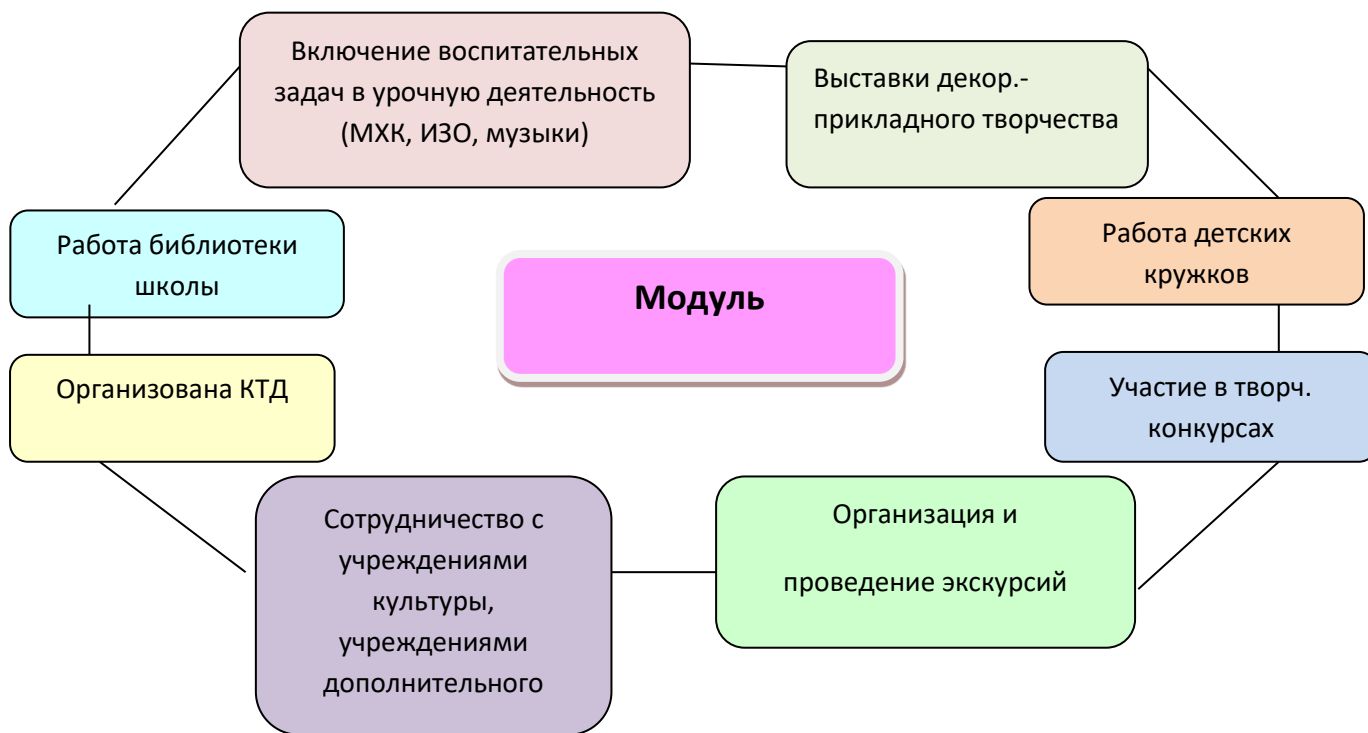 Включение воспитательных
задач в урочную деятельность
(МХК, ИЗО, музыки)
Выставки декор.-
прикладного творчества
Работа библиотеки
школы
Работа детских
кружков
Модуль
Организована КТД
Участие в творч.
конкурсах
Сотрудничество с
учреждениями
культуры,
учреждениями
дополнительного
Организация и
проведение экскурсий